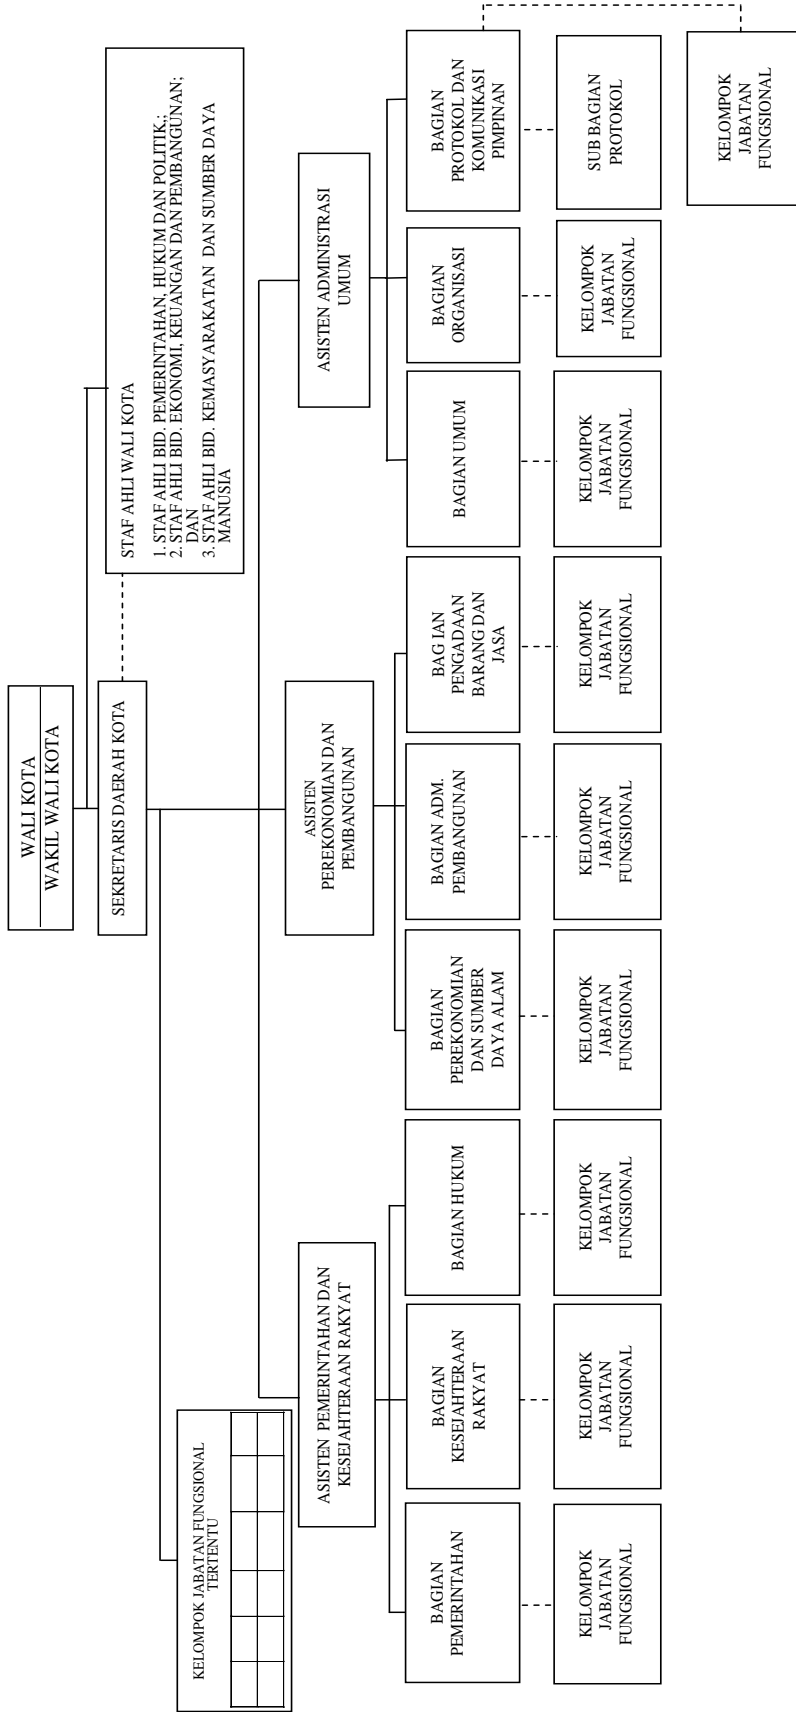 WALI KOTA
WAKIL WALI KOTA
SEKRETARIS DAERAH KOTA
STAF AHLI WALI KOTA
1. STAF AHLI BID. PEMERINTAHAN, HUKUM DAN POLITIK,;
2. STAF AHLI BID. EKONOMI, KEUANGAN DAN PEMBANGUNAN;
DAN
3. STAF AHLI BID. KEMASYARAKATAN DAN SUMBER DAYA
MANUSIA
KELOMPOK JABATAN FUNGSIONAL
TERTENTU
ASISTEN PEMERINTAHAN DAN
KESEJAHTERAAN RAKYAT
ASISTEN
PEREKONOMIAN DAN
PEMBANGUNAN
ASISTEN ADMINISTRASI
UMUM
BAGIAN
PEMERINTAHAN
BAGIAN
KESEJAHTERAAN
RAKYAT
BAGIAN HUKUM
BAGIAN
PEREKONOMIAN
DAN SUMBER
DAYA ALAM
BAGIAN ADM.
PEMBANGUNAN
BAG IAN
PENGADAAN
BARANG DAN
JASA
BAGIAN UMUM
BAGIAN
ORGANISASI
BAGIAN
PROTOKOL DAN
KOMUNIKASI
PIMPINAN
KELOMPOK
JABATAN
FUNGSIONAL
KELOMPOK
JABATAN
FUNGSIONAL
KELOMPOK
JABATAN
FUNGSIONAL
KELOMPOK
JABATAN
FUNGSIONAL
KELOMPOK
JABATAN
FUNGSIONAL
KELOMPOK
JABATAN
FUNGSIONAL
KELOMPOK
JABATAN
FUNGSIONAL
KELOMPOK
JABATAN
FUNGSIONAL
SUB BAGIAN
PROTOKOL
KELOMPOK
JABATAN
FUNGSIONAL